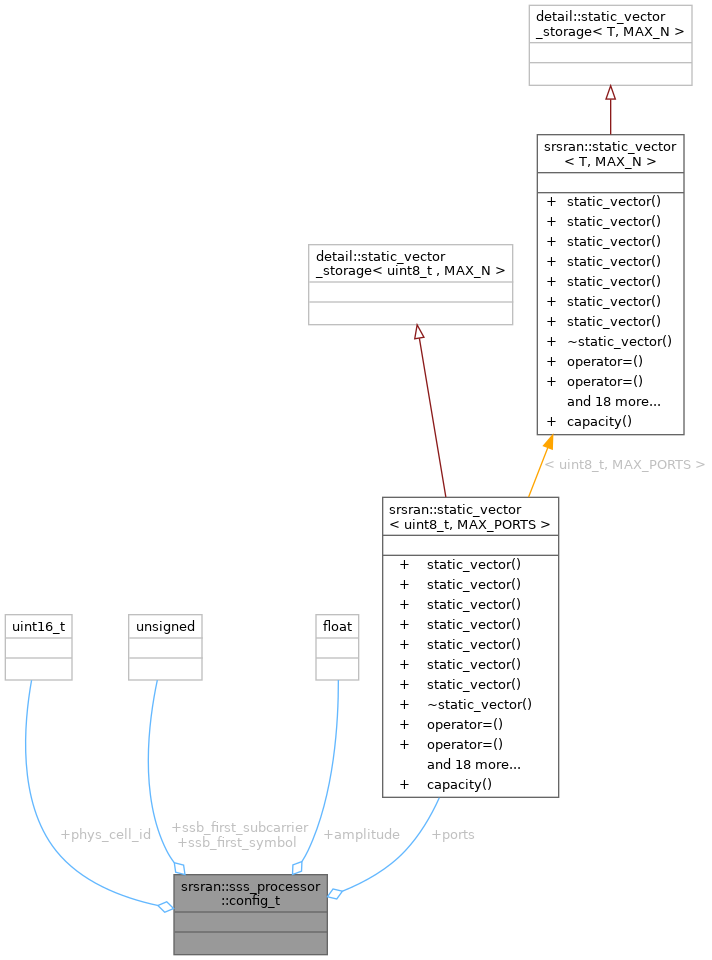 detail::static_vector
_storage< T, MAX_N >
srsran::static_vector
< T, MAX_N >
+ static_vector()
+ static_vector()
+ static_vector()
+ static_vector()
+ static_vector()
+ static_vector()
+ static_vector()
+ ~static_vector()
+ operator=()
+ operator=()
and 18 more...
+ capacity()
detail::static_vector
_storage< uint8_t , MAX_N >
< uint8_t, MAX_PORTS >
srsran::static_vector
< uint8_t, MAX_PORTS >
+ static_vector()
+ static_vector()
+ static_vector()
+ static_vector()
+ static_vector()
+ static_vector()
+ static_vector()
+ ~static_vector()
+ operator=()
+ operator=()
and 18 more...
+ capacity()
uint16_t
unsigned
float
+phys_cell_id
+ssb_first_subcarrier
+ssb_first_symbol
+amplitude
+ports
srsran::sss_processor
::config_t